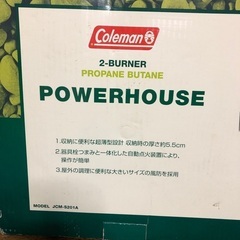 Coleman
2-BURNER
PROPANE BUTANE
POWERHOUSE
1.収納に便利な超薄型設計 収納時の厚さ約5.5cm
2.器具栓つまみと一体化した自動点火装置により、
操作が簡単
3.屋外の調理に便利な大きいサイズの風防を採用
MODEL JCM-S201A